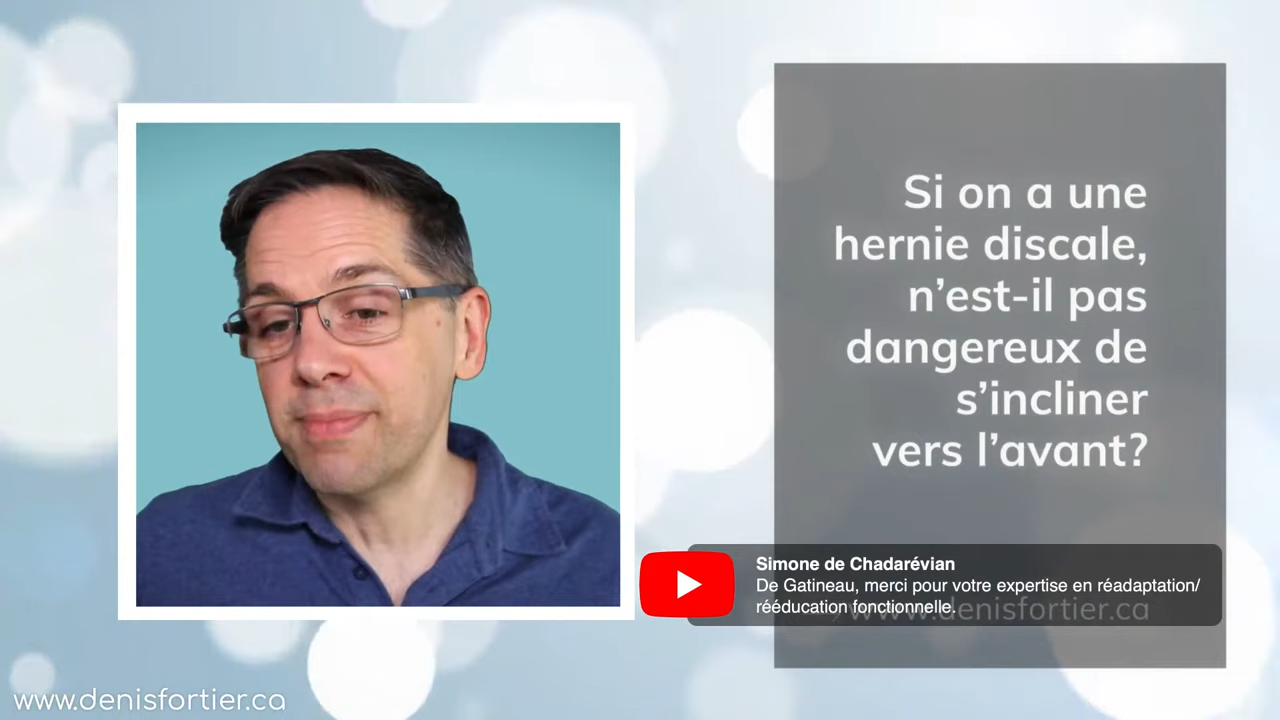 Si on a une
hernie discale,
n'est-il pas
dangereux de
s'incliner
vers l'avant?
Simone de Chadarévian
De Gatineau, merci pour votre expertise en réadaptation/
rééducation fonctionnelle.
www.denisfortier.ca
www.denisfortier.ca